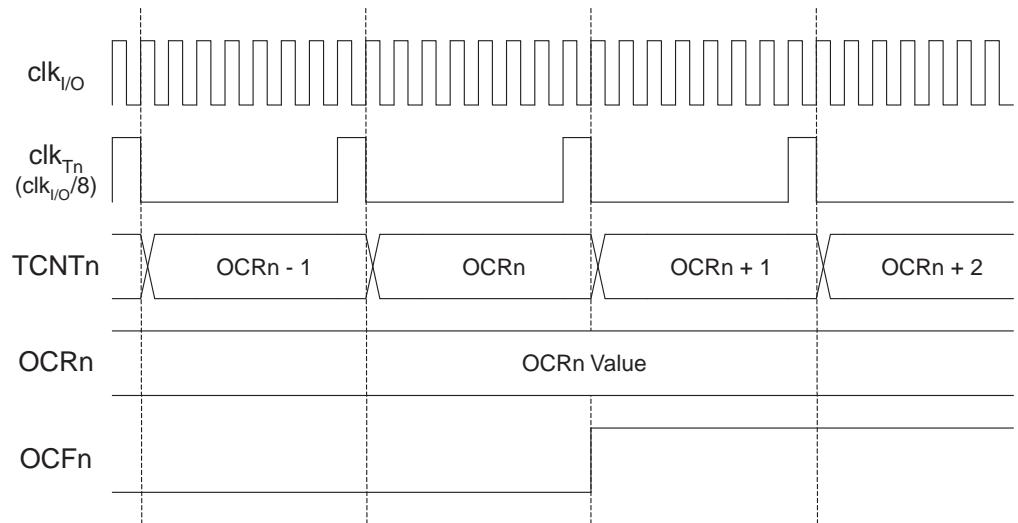 clkI/O
clkTn
(clkI/O/8)
TCNTn
OCRn - 1
OCRn
OCRn + 1
OCRn + 2
OCRn
OCRn Value
OCFn